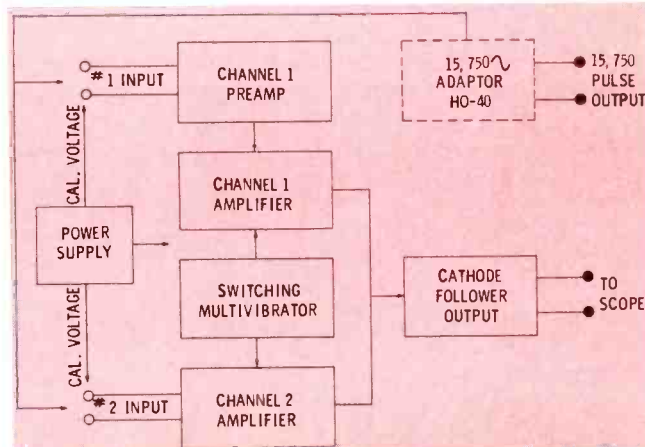 # 1 INPUT
CHANNEL 1
PREAMP
15,750∿
ADAPTOR
HO-40
15,750
PULSE
OUTPUT
CAL. VOLTAGE
CHANNEL 1
AMPLIFIER
POWER
SUPPLY
SWITCHING
MULTIVIBRATOR
CATHODE
FOLLOWER
OUTPUT
TO
SCOPE
CAL. VOLTAGE
# 2 INPUT
CHANNEL 2
AMPLIFIER